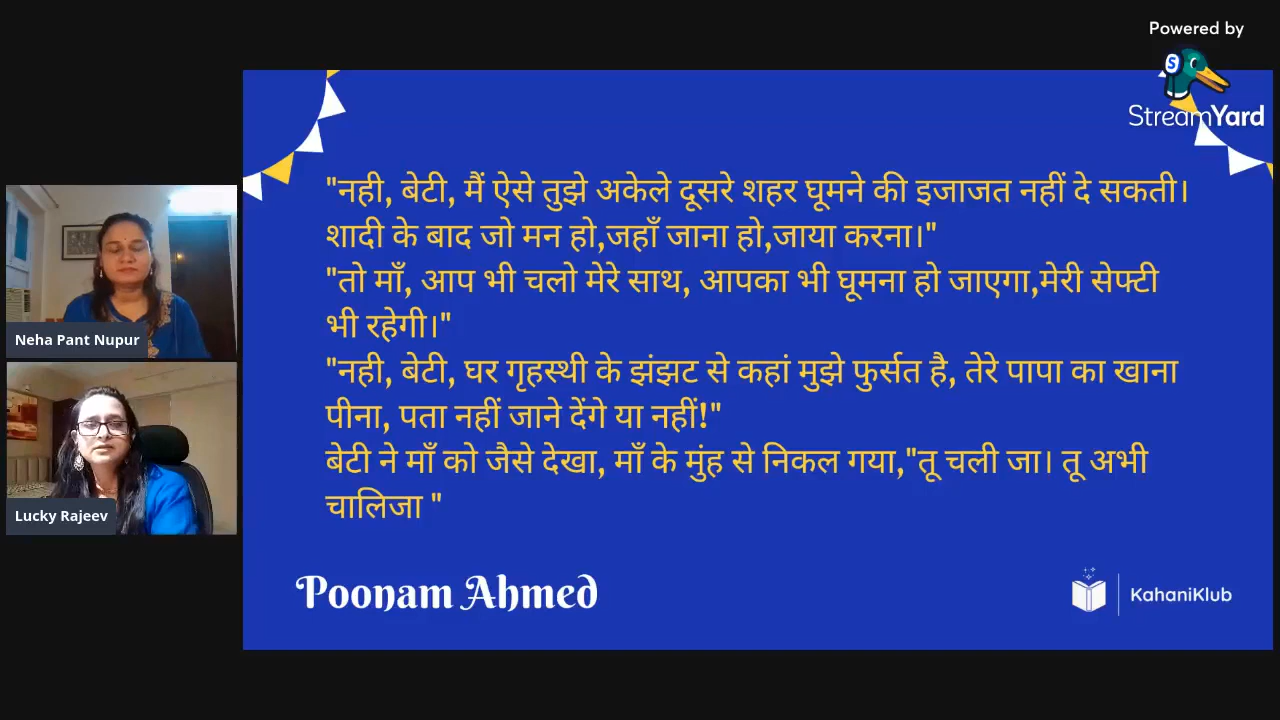 Powered by
StreamYard
"नही, बेटी, मैं ऐसे तुझे अकेले दूसरे शहर घूमने की इजाजत नहीं दे सकती।
शादी के बाद जो मन हो,जहाँ जाना हो,जाया करना।"
"तो माँ, आप भी चलो मेरे साथ, आपका भी घूमना हो जाएगा,मेरी सेफ्टी
भी रहेगी।"
"नही, बेटी, घर गृहस्थी के झंझट से कहां मुझे फुर्सत है, तेरे पापा का खाना
पीना, पता नहीं जाने देंगे या नहीं!"
बेटी ने माँ को जैसे देखा, माँ के मुंह से निकल गया,"तू चली जा। तू अभी
चालिजा "
Neha Pant Nupur
Lucky Rajeev
Poonam Ahmed
KahaniKlub